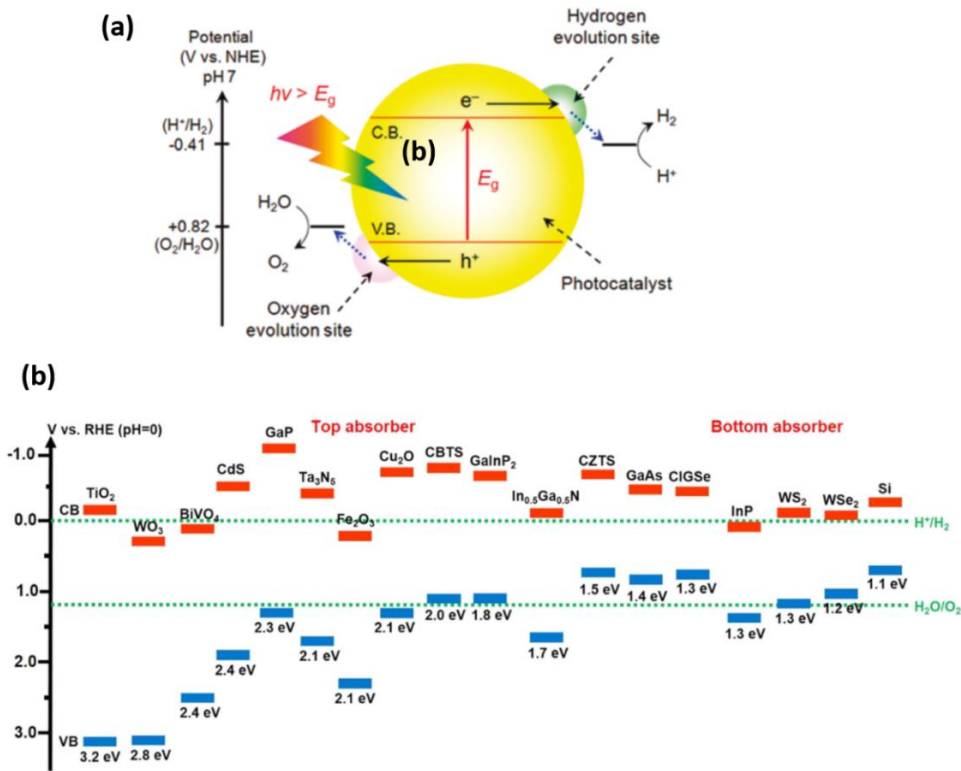 (a)
Potential
(V vs. NHE)
pH 7
(H⁺/H₂)
-0.41
+0.82
(O₂/H₂O)
hν > Eg
H₂O
O₂
Oxygen
evolution site
C.B.
(b)
V.B.
e⁻
Eg
h⁺
Hydrogen
evolution site
H₂
H⁺
Photocatalyst
(b)
V vs. RHE (pH=0)
Top absorber
Bottom absorber
-1.0
CB
0.0
1.0
2.0
3.0
VB
TiO₂
WO₃
BiVO₄
CdS
GaP
Ta₃N₅
Fe₂O₃
Cu₂O
CBTS
GaInP₂
In₀.₅Ga₀.₅N
CZTS
GaAs
CIGSe
InP
WS₂
WSe₂
Si
H⁺/H₂
H₂O/O₂
3.2 eV
2.8 eV
2.4 eV
2.4 eV
2.3 eV
2.1 eV
2.1 eV
2.1 eV
2.0 eV
1.8 eV
1.7 eV
1.5 eV
1.4 eV
1.3 eV
1.3 eV
1.3 eV
1.2 eV
1.1 eV